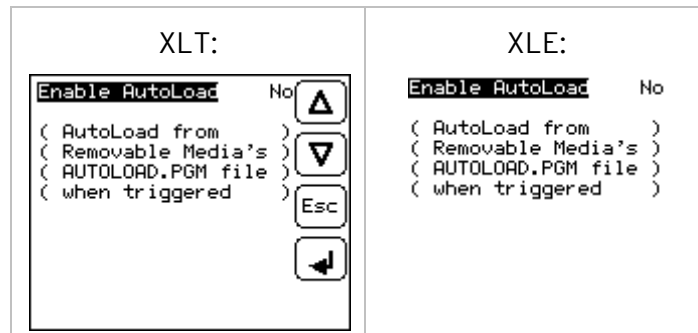 XLT:
Enable AutoLoad No
( AutoLoad from )
( Removable Media's )
( AUTOLOAD.PGM file )
( when triggered )
Esc
XLE:
Enable AutoLoad No
( AutoLoad from )
( Removable Media's )
( AUTOLOAD.PGM file )
( when triggered )